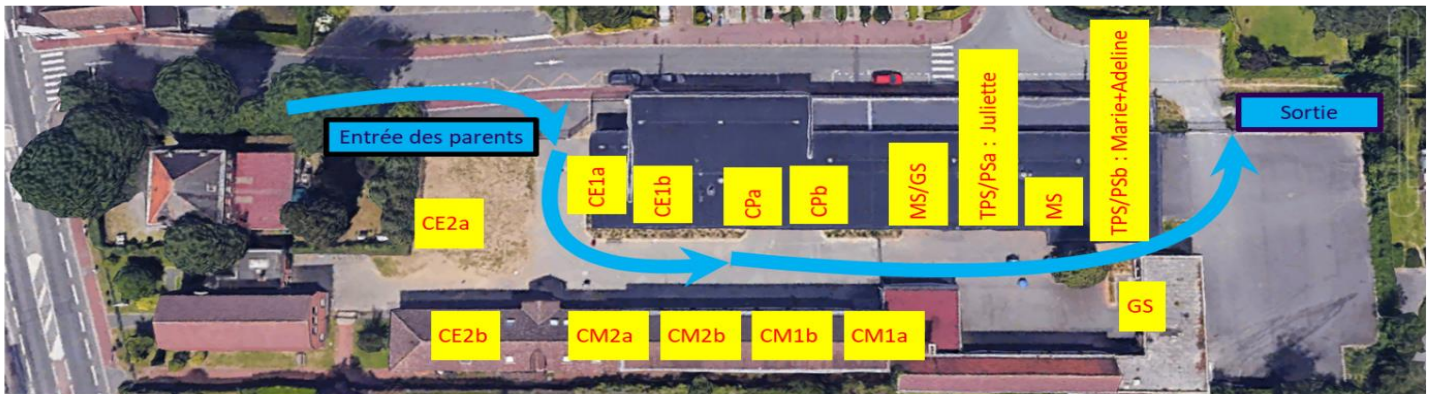 Entrée des parents
Sortie
CE2a
CE1a
CE1b
CPa
CPb
MS/GS
TPS/PSa : Juliette
MS
TPS/PSb : Marie+Adeline
GS
CE2b
CM2a
CM2b
CM1b
CM1a